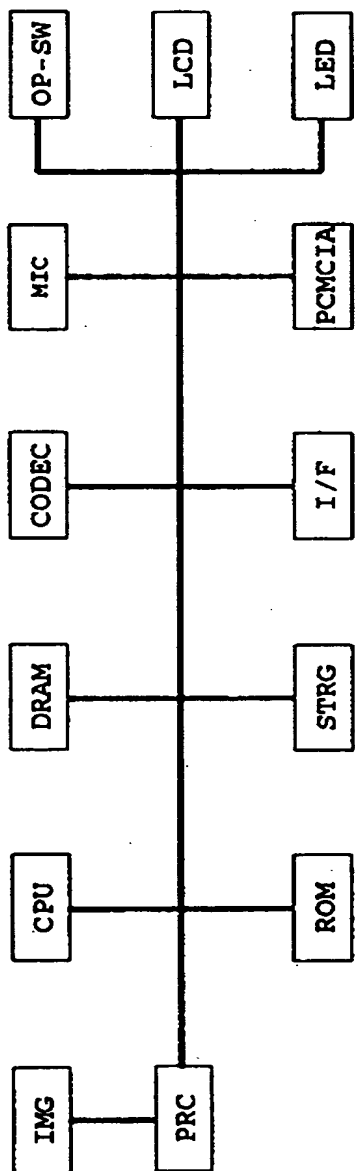 IMG
CPU
DRAM
CODEC
MIC
OP-SW
PRC
LCD
ROM
STRG
I/F
PCMCIA
LED